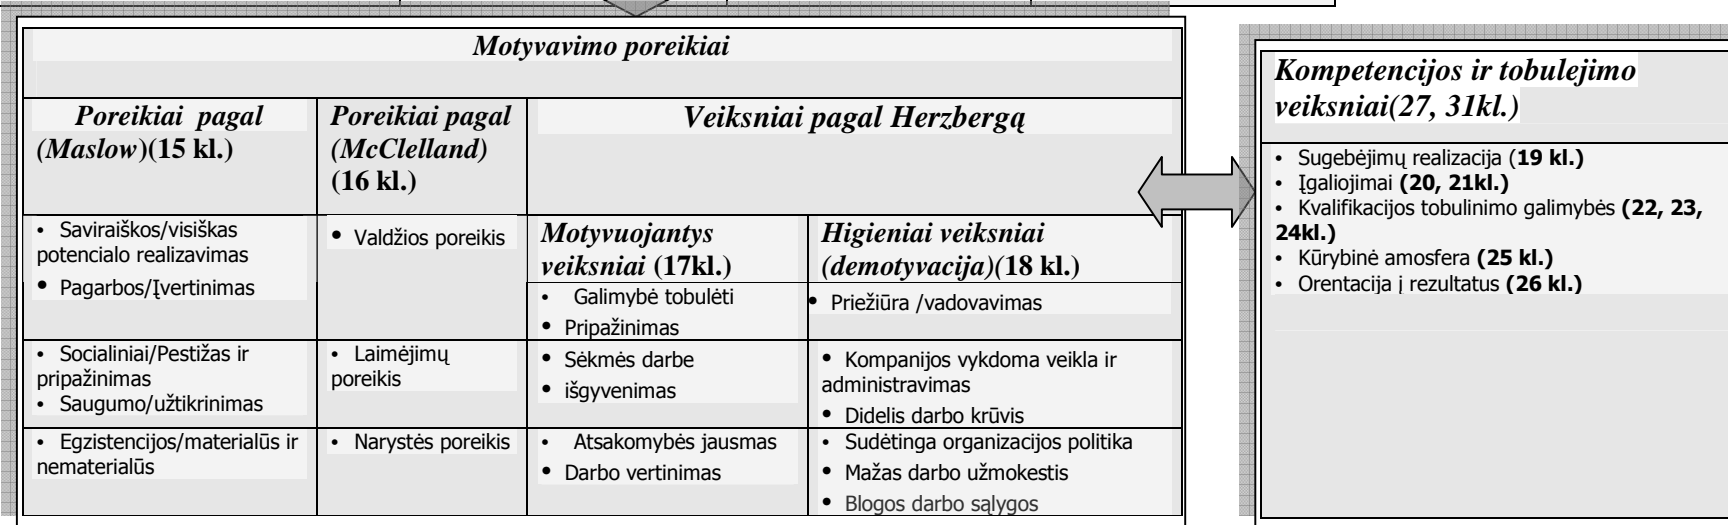 Motyvavimo poreikiai
Poreikiai pagal
(Maslow)(15 kl.)
Poreikiai pagal
(McClelland)
(16 kl.)
Veiksniai pagal Herzbergą
• Saviraiškos/visiškas
potencialo realizavimas
• Pagarbos/Įvertinimas
• Valdžios poreikis
Motyvuojantys
veiksniai (17kl.)
Higieniai veiksniai
(demotyvacija)(18 kl.)
• Galimybė tobulėti
• Pripažinimas
• Priežiūra /vadovavimas
• Socialiniai/Pestižas ir
pripažinimas
• Saugumo/užtikrinimas
• Laimėjimų
poreikis
• Sėkmės darbe
• išgyvenimas
• Kompanijos vykdoma veikla ir
administravimas
• Didelis darbo krūvis
• Egzistencijos/materialūs ir
nematerialūs
• Narystės poreikis
• Atsakomybės jausmas
• Darbo vertinimas
• Sudėtinga organizacijos politika
• Mažas darbo užmokestis
• Blogos darbo sąlygos
Kompetencijos ir tobulejimo
veiksniai(27, 31kl.)
• Sugebėjimų realizacija (19 kl.)
• Įgaliojimai (20, 21kl.)
• Kvalifikacijos tobulinimo galimybės (22, 23,
24kl.)
• Kūrybinė amosfera (25 kl.)
• Orentacija į rezultatus (26 kl.)